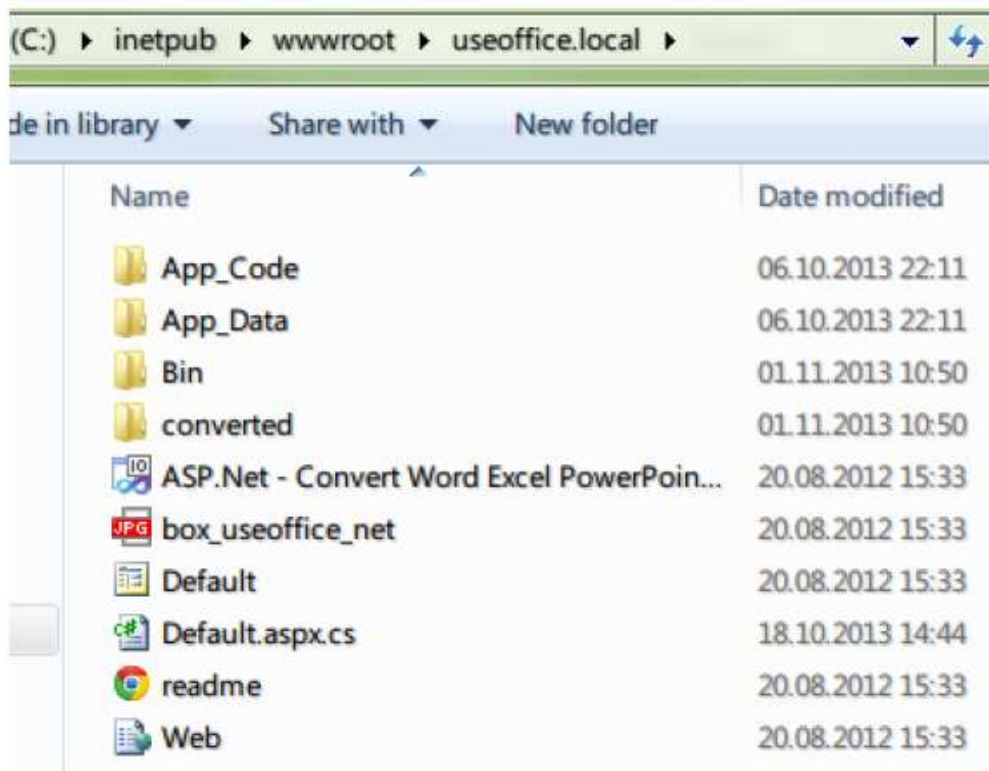 (C:) ▸ inetpub ▸ wwwroot ▸ useoffice.local ▸
de in library ▾ Share with ▾ New folder
Name Date modified
App_Code 06.10.2013 22:11
App_Data 06.10.2013 22:11
Bin 01.11.2013 10:50
converted 01.11.2013 10:50
IO ASP.Net - Convert Word Excel PowerPoin... 20.08.2012 15:33
JPG box_useoffice_net 20.08.2012 15:33
Default 20.08.2012 15:33
c# Default.aspx.cs 18.10.2013 14:44
readme 20.08.2012 15:33
Web 20.08.2012 15:33